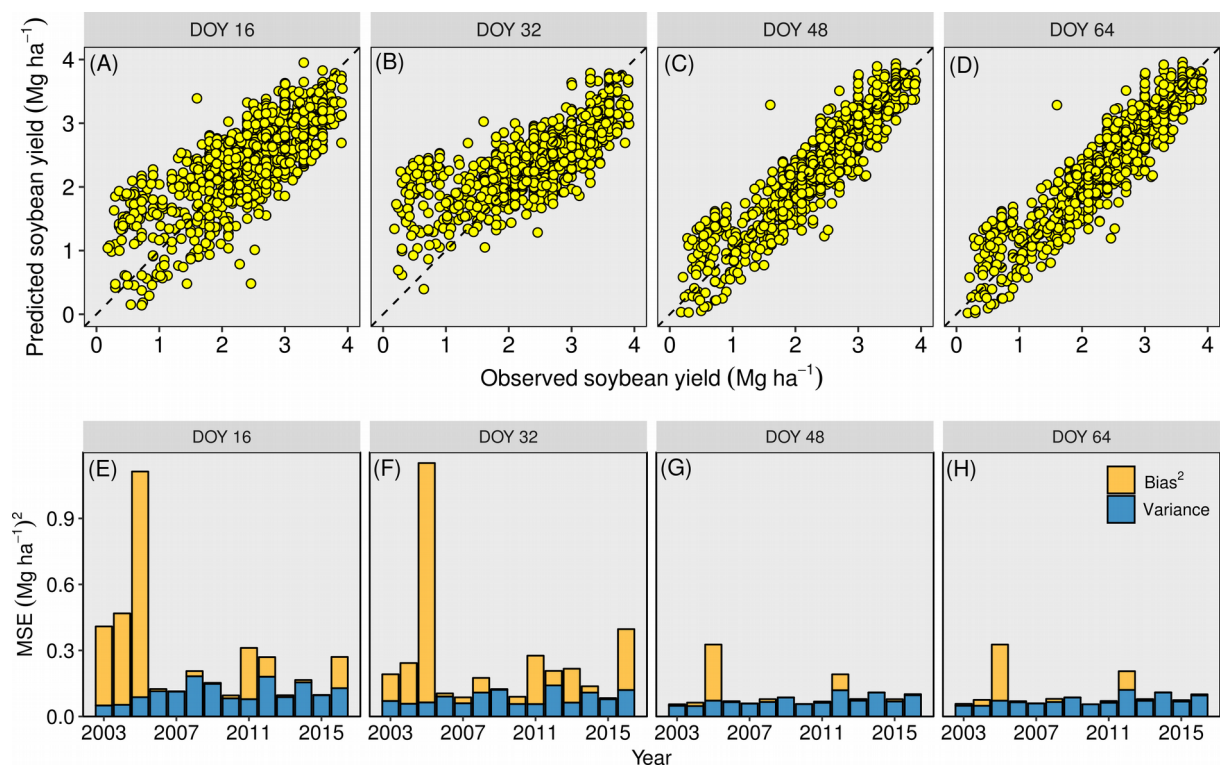 DOY 16 DOY 32 DOY 48 DOY 64
(A) (B) (C) (D)
Predicted soybean yield (Mg ha⁻¹)
4
3
2
1
0
0 1 2 3 4 0 1 2 3 4 0 1 2 3 4 0 1 2 3 4
Observed soybean yield (Mg ha⁻¹)
DOY 16 DOY 32 DOY 48 DOY 64
(E) (F) (G) (H)
Bias²
Variance
MSE (Mg ha⁻¹)²
0.9
0.6
0.3
0.0
2003 2007 2011 2015 2003 2007 2011 2015 2003 2007 2011 2015 2003 2007 2011 2015
Year